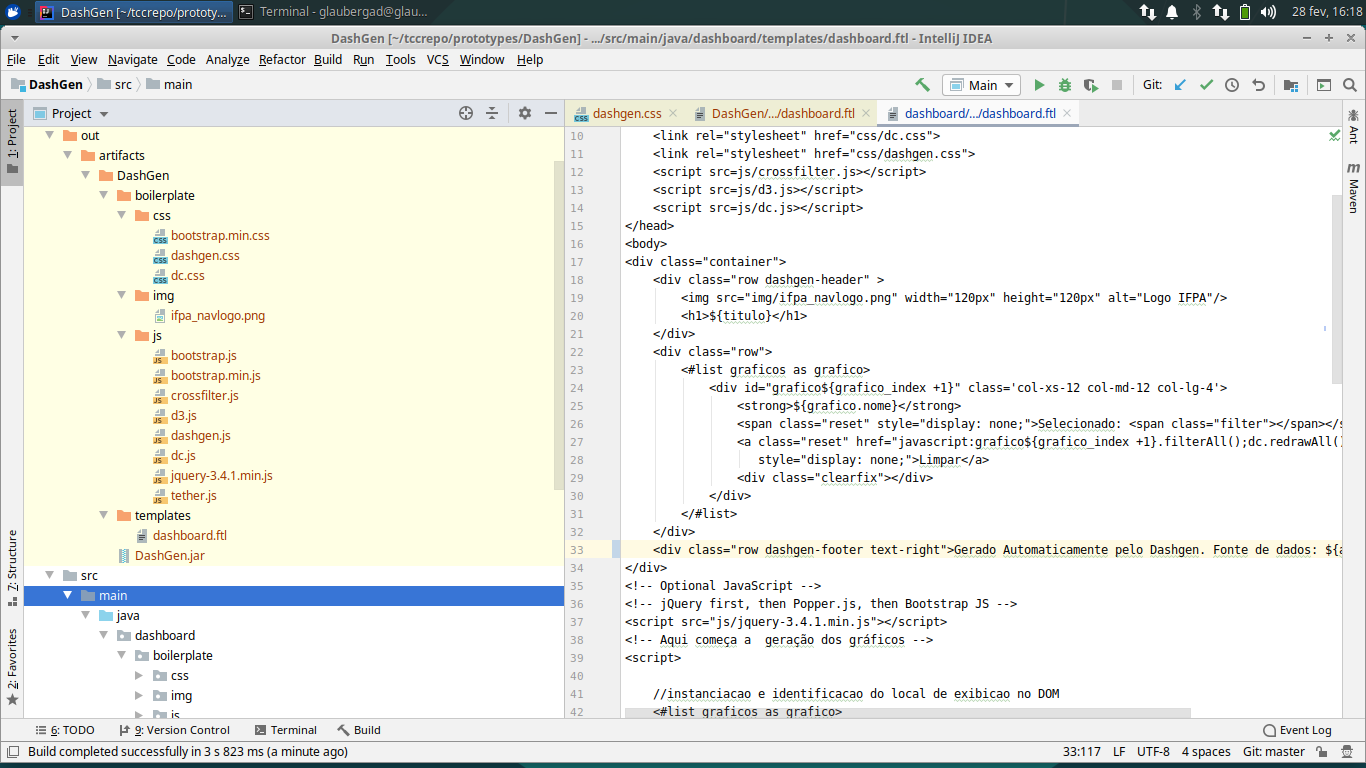 DashGen [~/tccrepo/prototy...
Terminal - glaubergad@glau...
28 fev, 16:18
DashGen [~/tccrepo/prototypes/DashGen] - .../src/main/java/dashboard/templates/dashboard.ftl - IntelliJ IDEA
File Edit View Navigate Code Analyze Refactor Build Run Tools VCS Window Help
DashGen src main
Main
Git:
1: Project
Project
dashgen.css
DashGen/.../dashboard.ftl
dashboard/.../dashboard.ftl
out
artifacts
DashGen
boilerplate
css
bootstrap.min.css
dashgen.css
dc.css
img
ifpa_navlogo.png
js
bootstrap.js
bootstrap.min.js
crossfilter.js
d3.js
dashgen.js
dc.js
jquery-3.4.1.min.js
tether.js
templates
dashboard.ftl
DashGen.jar
src
main
java
dashboard
boilerplate
css
img
js
Z: Structure
2: Favorites
10 <link rel="stylesheet" href="css/dc.css">
11 <link rel="stylesheet" href="css/dashgen.css">
12 <script src=js/crossfilter.js></script>
13 <script src=js/d3.js></script>
14 <script src=js/dc.js></script>
15 </head>
16 <body>
17 <div class="container">
18 <div class="row dashgen-header" >
19 <img src="img/ifpa_navlogo.png" width="120px" height="120px" alt="Logo IFPA"/>
20 <h1>${titulo}</h1>
21 </div>
22 <div class="row">
23 <#list graficos as grafico>
24 <div id="grafico${grafico_index +1}" class='col-xs-12 col-md-12 col-lg-4'>
25 <strong>${grafico.nome}</strong>
26 <span class="reset" style="display: none;">Selecionado: <span class="filter"></span></s
27 <a class="reset" href="javascript:grafico${grafico_index +1}.filterAll();dc.redrawAll()
28 style="display: none;">Limpar</a>
29 <div class="clearfix"></div>
30 </div>
31 </#list>
32 </div>
33 <div class="row dashgen-footer text-right">Gerado Automaticamente pelo Dashgen. Fonte de dados: ${a
34 </div>
35 <!-- Optional JavaScript -->
36 <!-- jQuery first, then Popper.js, then Bootstrap JS -->
37 <script src="js/jquery-3.4.1.min.js"></script>
38 <!-- Aqui começa a  geração dos gráficos -->
39 <script>
40
41 //instanciacao e identificacao do local de exibicao no DOM
42 <#list graficos as grafico>
Ant
m Maven
6: TODO
9: Version Control
Terminal
Build
Event Log
Build completed successfully in 3 s 823 ms (a minute ago)
33:117 LF UTF-8 4 spaces Git: master